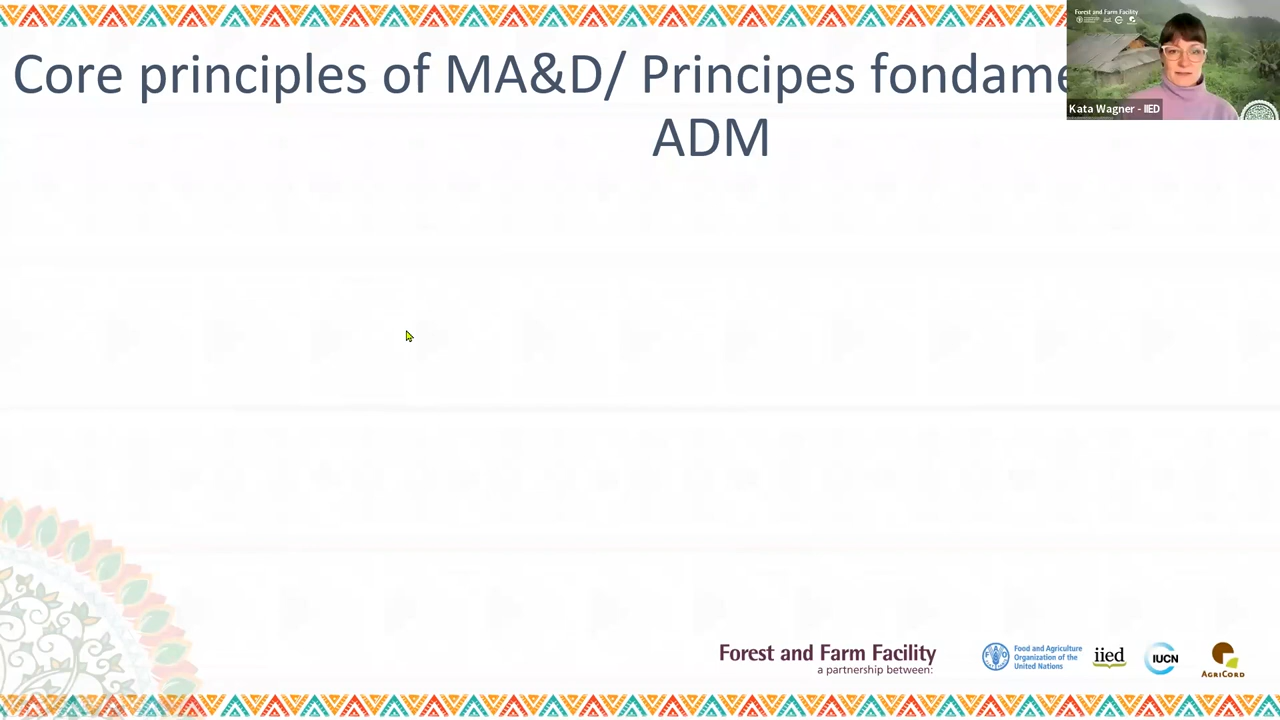 Core principles of MA&D/ Principes fondame
ADM
Forest and Farm Facility
Kata Wagner - IIED
Forest and Farm Facility
a partnership between:
Food and Agriculture
Organization of the
United Nations
iied
IUCN
AGRICORD